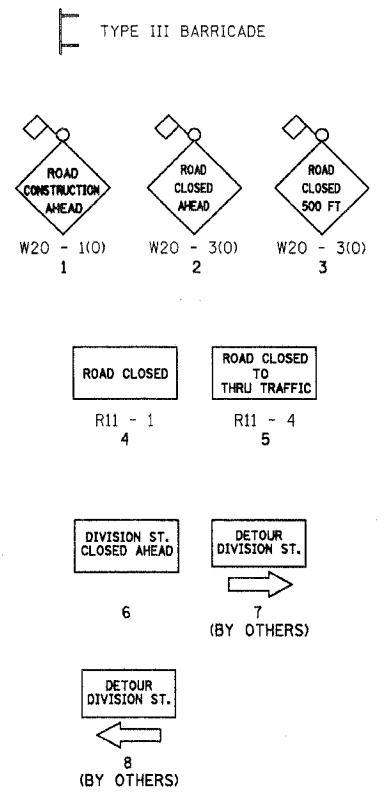 TYPE III BARRICADE
ROAD
CONSTRUCTION
AHEAD
W20 - 1(O)
1
ROAD
CLOSED
AHEAD
W20 - 3(O)
2
ROAD
CLOSED
500 FT
W20 - 3(O)
3
ROAD CLOSED
R11 - 1
4
ROAD CLOSED
TO
THRU TRAFFIC
R11 - 4
5
DIVISION ST.
CLOSED AHEAD
6
DETOUR
DIVISION ST.
7
(BY OTHERS)
DETOUR
DIVISION ST.
8
(BY OTHERS)